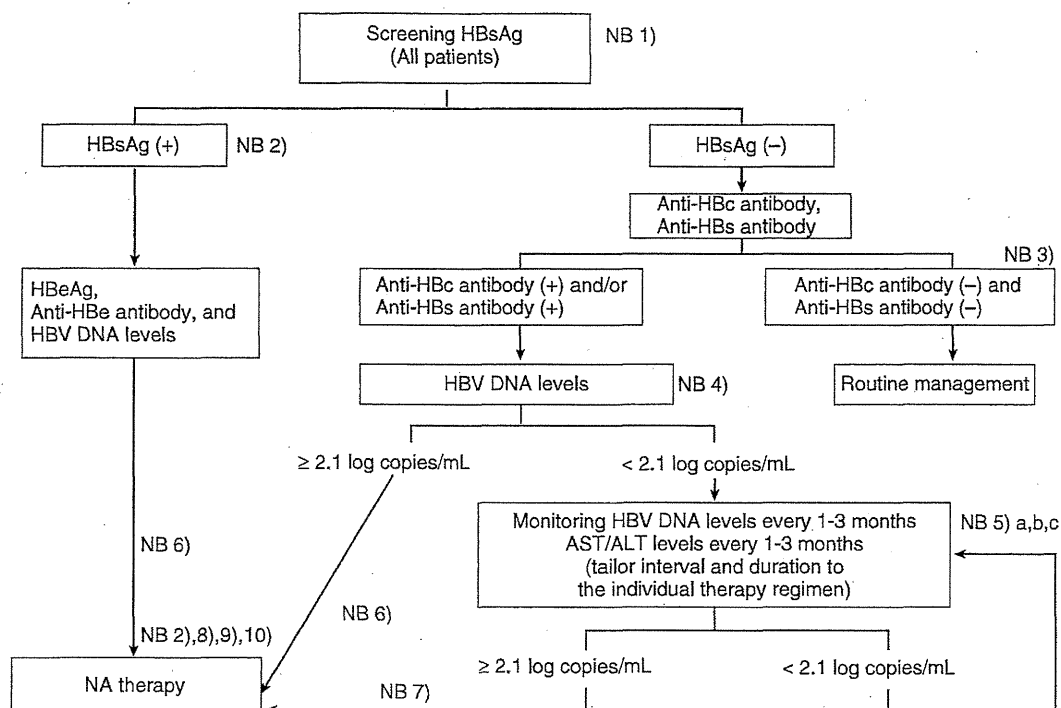 Screening HBsAg
(All patients)
NB 1)
HBsAg (+)
NB 2)
HBsAg (–)
Anti-HBc antibody,
Anti-HBs antibody
NB 3)
HBeAg,
Anti-HBe antibody, and
HBV DNA levels
Anti-HBc antibody (+) and/or
Anti-HBs antibody (+)
Anti-HBc antibody (–) and
Anti-HBs antibody (–)
HBV DNA levels
NB 4)
Routine management
≥ 2.1 log copies/mL
< 2.1 log copies/mL
Monitoring HBV DNA levels every 1-3 months
AST/ALT levels every 1-3 months
(tailor interval and duration to
the individual therapy regimen)
NB 5) a,b,c
NB 6)
NB 6)
NB 2),8),9),10)
NA therapy
≥ 2.1 log copies/mL
< 2.1 log copies/mL
NB 7)